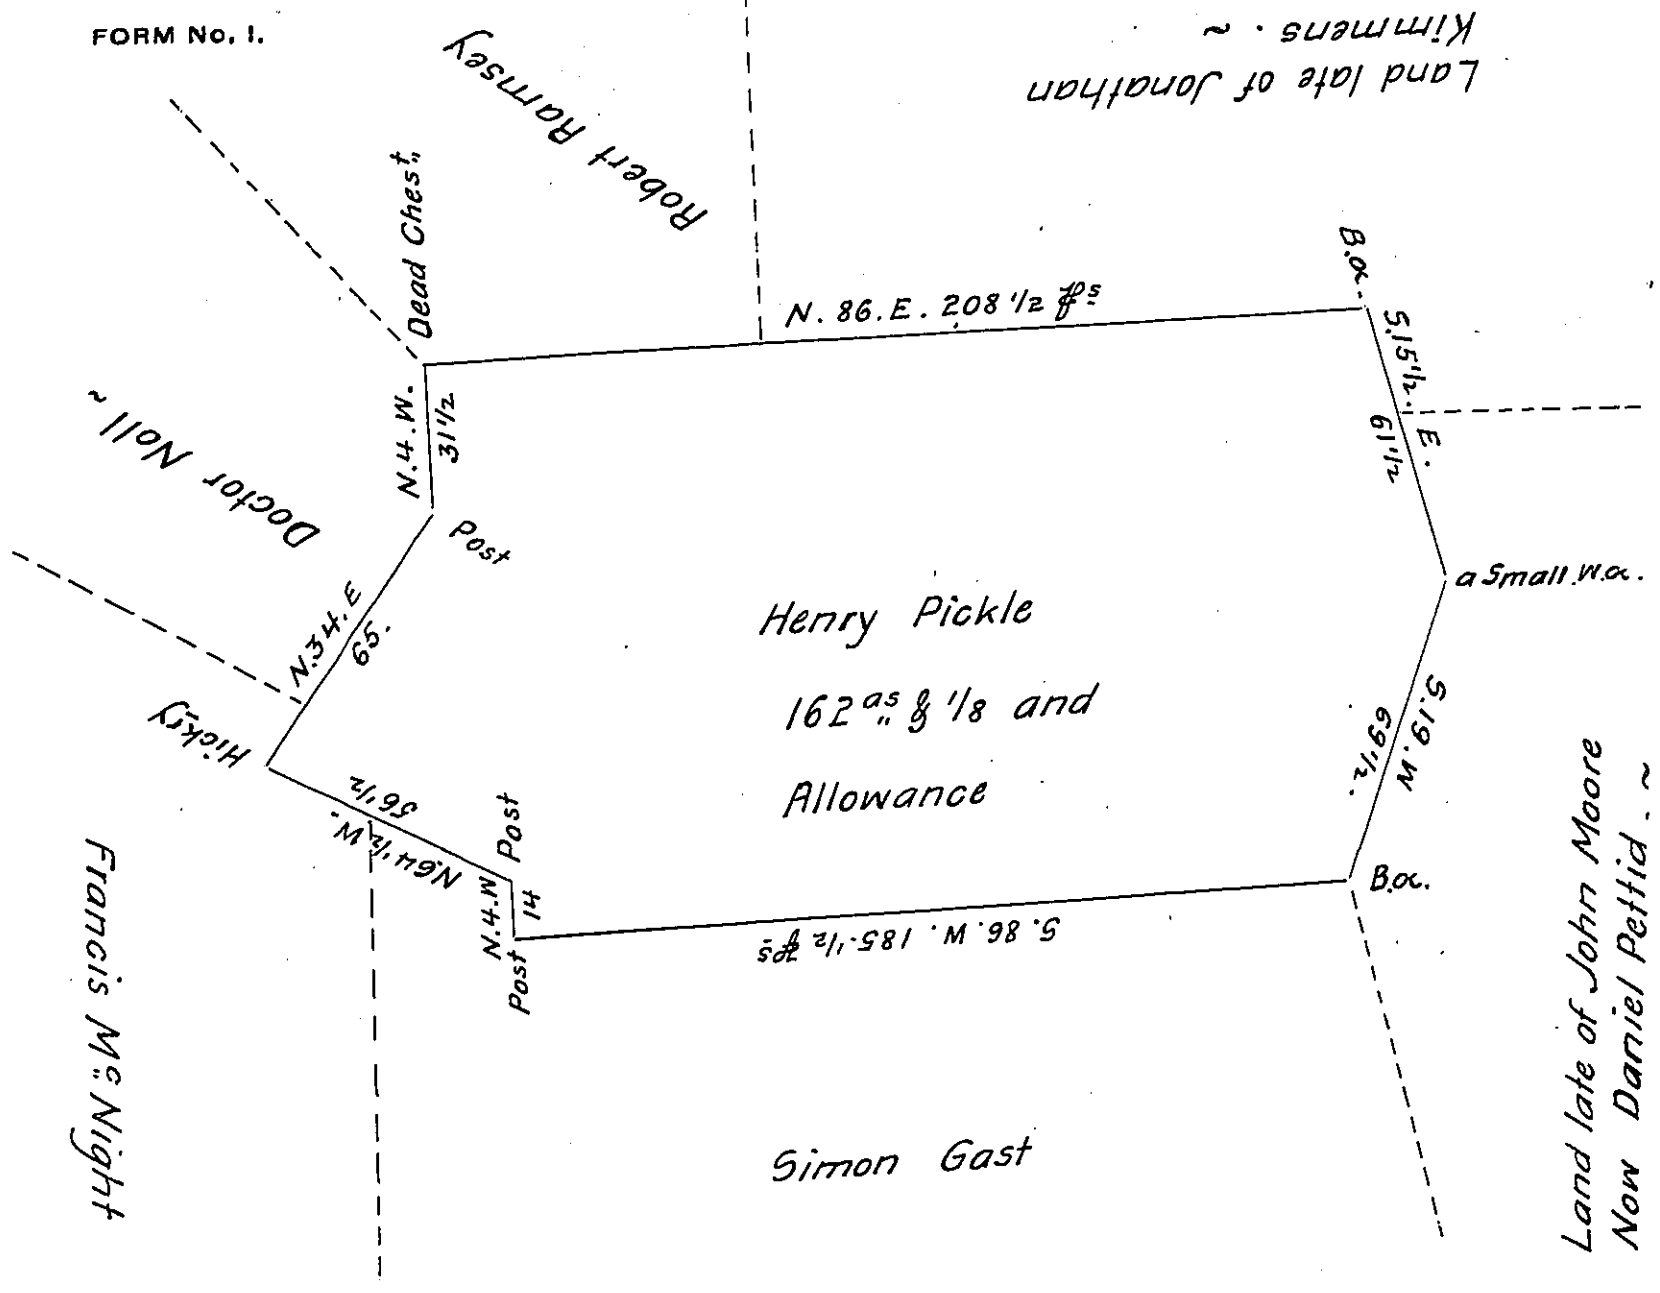 FORM No. 1.
Robert Ramsey
Land late of Jonathan
Kimmens. ~
Dead Chest,,
N. 86. E. 208 1/2 ps
B.o.
S.15 1/2. E.
61 1/2
N.4.W.
31 1/2
Doctor Noll ~
Post
N.34. E
65.
a Small. W.o.
Henry Pickle
162 as & 1/8 and
Allowance
S. 19. W
69 1/2.
Hickry
56 1/2
N64 1/2 W.
Post
N.4.W
14
Post
B.o.
S. 86. W. 185. 1/2 ps
Francis Mc Night
Simon Gast
Land late of John Moore
Now Daniel Pettid. ~